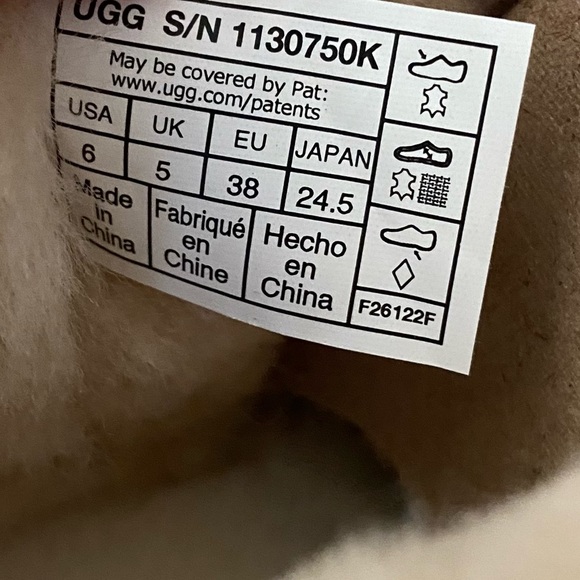 UGG S/N 1130750K
May be covered by Pat:
www.ugg.com/patents
USA UK EU JAPAN
6 5 38 24.5
Made in China
Fabriqué en Chine
Hecho en China
F26122F